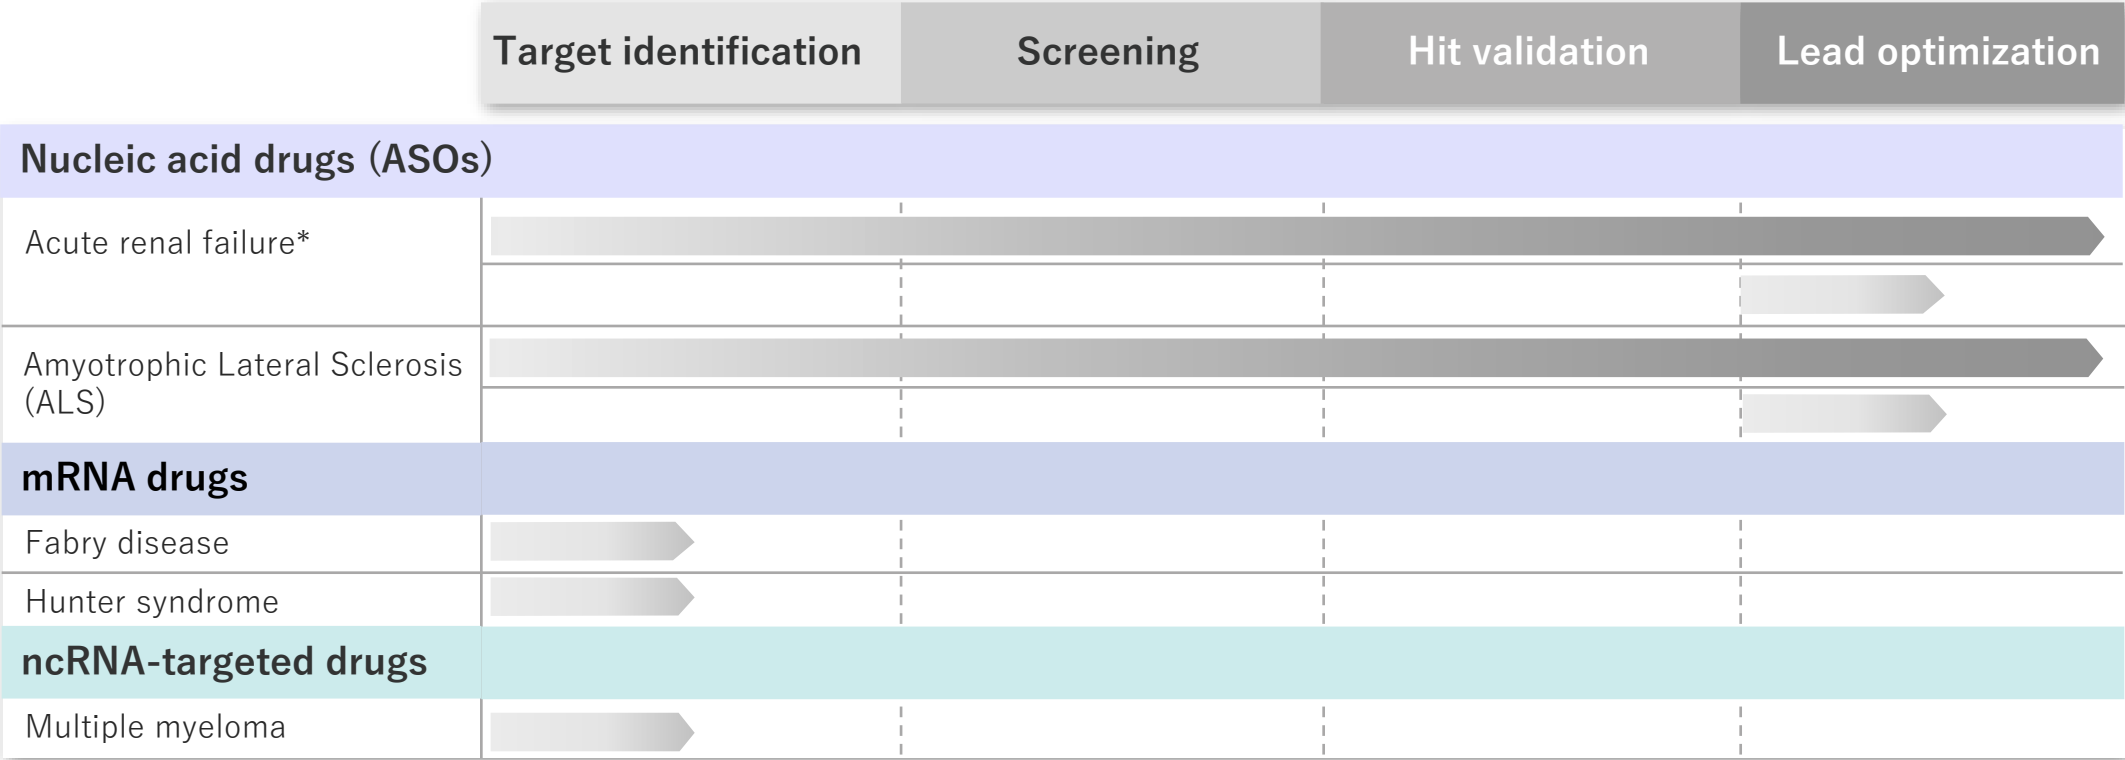 Target identification
Screening
Hit validation
Lead optimization
Nucleic acid drugs (ASOs)
Acute renal failure*
Amyotrophic Lateral Sclerosis
(ALS)
mRNA drugs
Fabry disease
Hunter syndrome
ncRNA-targeted drugs
Multiple myeloma